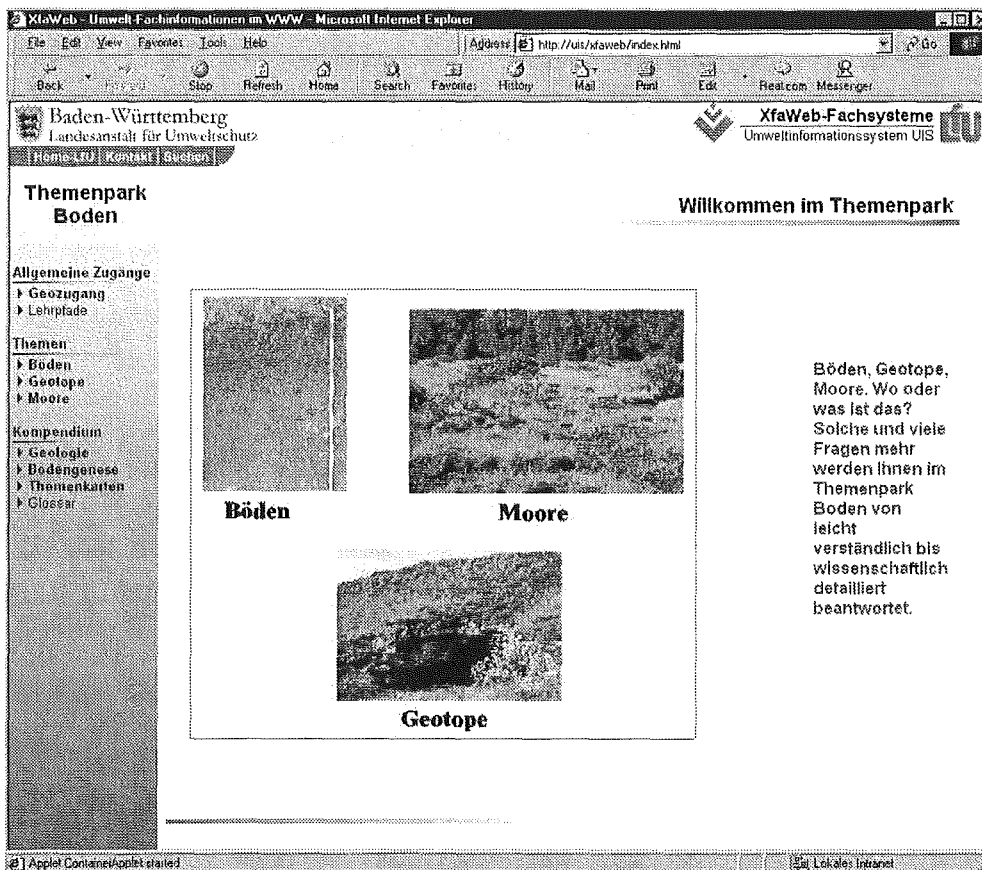 XfaWeb - Umwelt-Fachinformationen im WWW - Microsoft Internet Explorer
File Edit View Favorites Tools Help
Address http://uis/xfaweb/index.html
Go
Back
Stop Refresh Home Search Favorites History Mail Print Edit Real.com Messenger
Baden-Württemberg
Landesanstalt für Umweltschutz
XfaWeb-Fachsysteme
Umweltinformationssystem UIS
LfU
Home LfU Kontakt Suchen
Themenpark
Boden
Willkommen im Themenpark
Allgemeine Zugänge
Geozugang
Lehrpfade
Themen
Böden
Geotope
Moore
Kompendium
Geologie
Bodengenese
Themenkarten
Glossar
Böden
Moore
Geotope
Böden, Geotope,
Moore. Wo oder
was ist das?
Solche und viele
Fragen mehr
werden Ihnen im
Themenpark
Boden von
leicht
verständlich bis
wissenschaftlich
detailliert
beantwortet.
Applet ContainerApplet started
Lokales Intranet